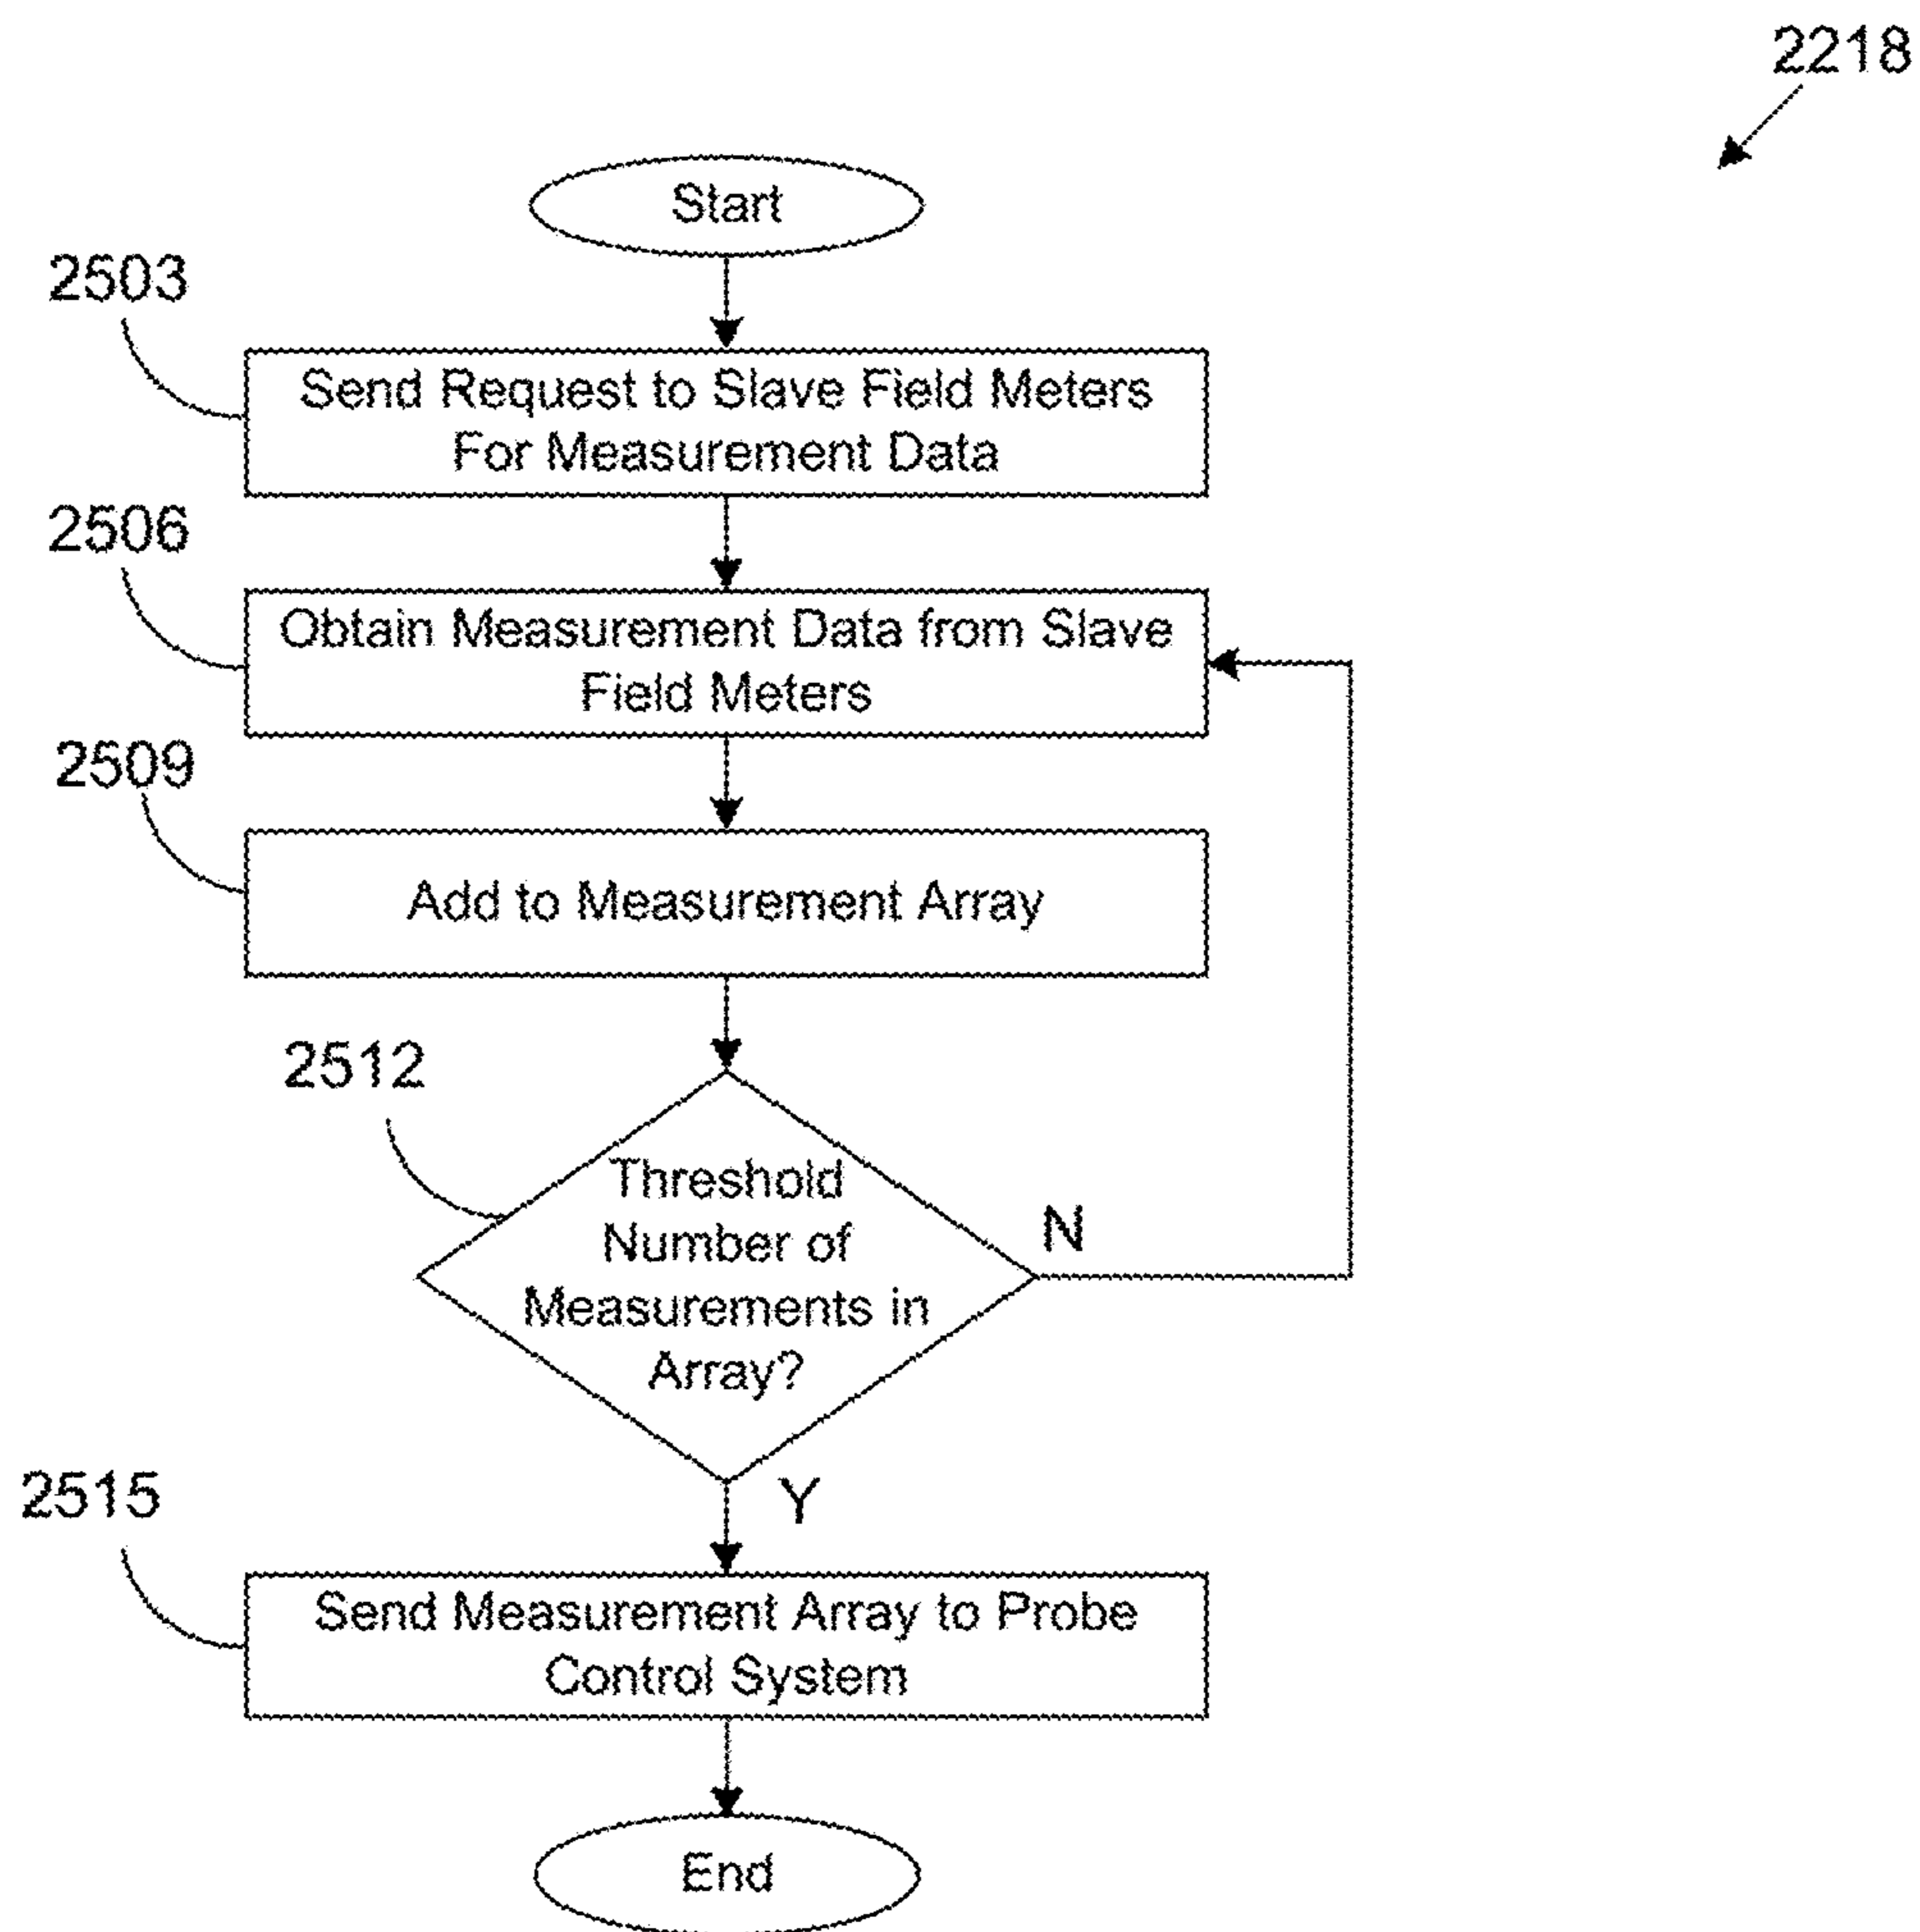 2218
Start
2503
Send Request to Slave Field Meters
For Measurement Data
2506
Obtain Measurement Data from Slave
Field Meters
2509
Add to Measurement Array
2512
Threshold
Number of
Measurements in
Array?
N
Y
2515
Send Measurement Array to Probe
Control System
End